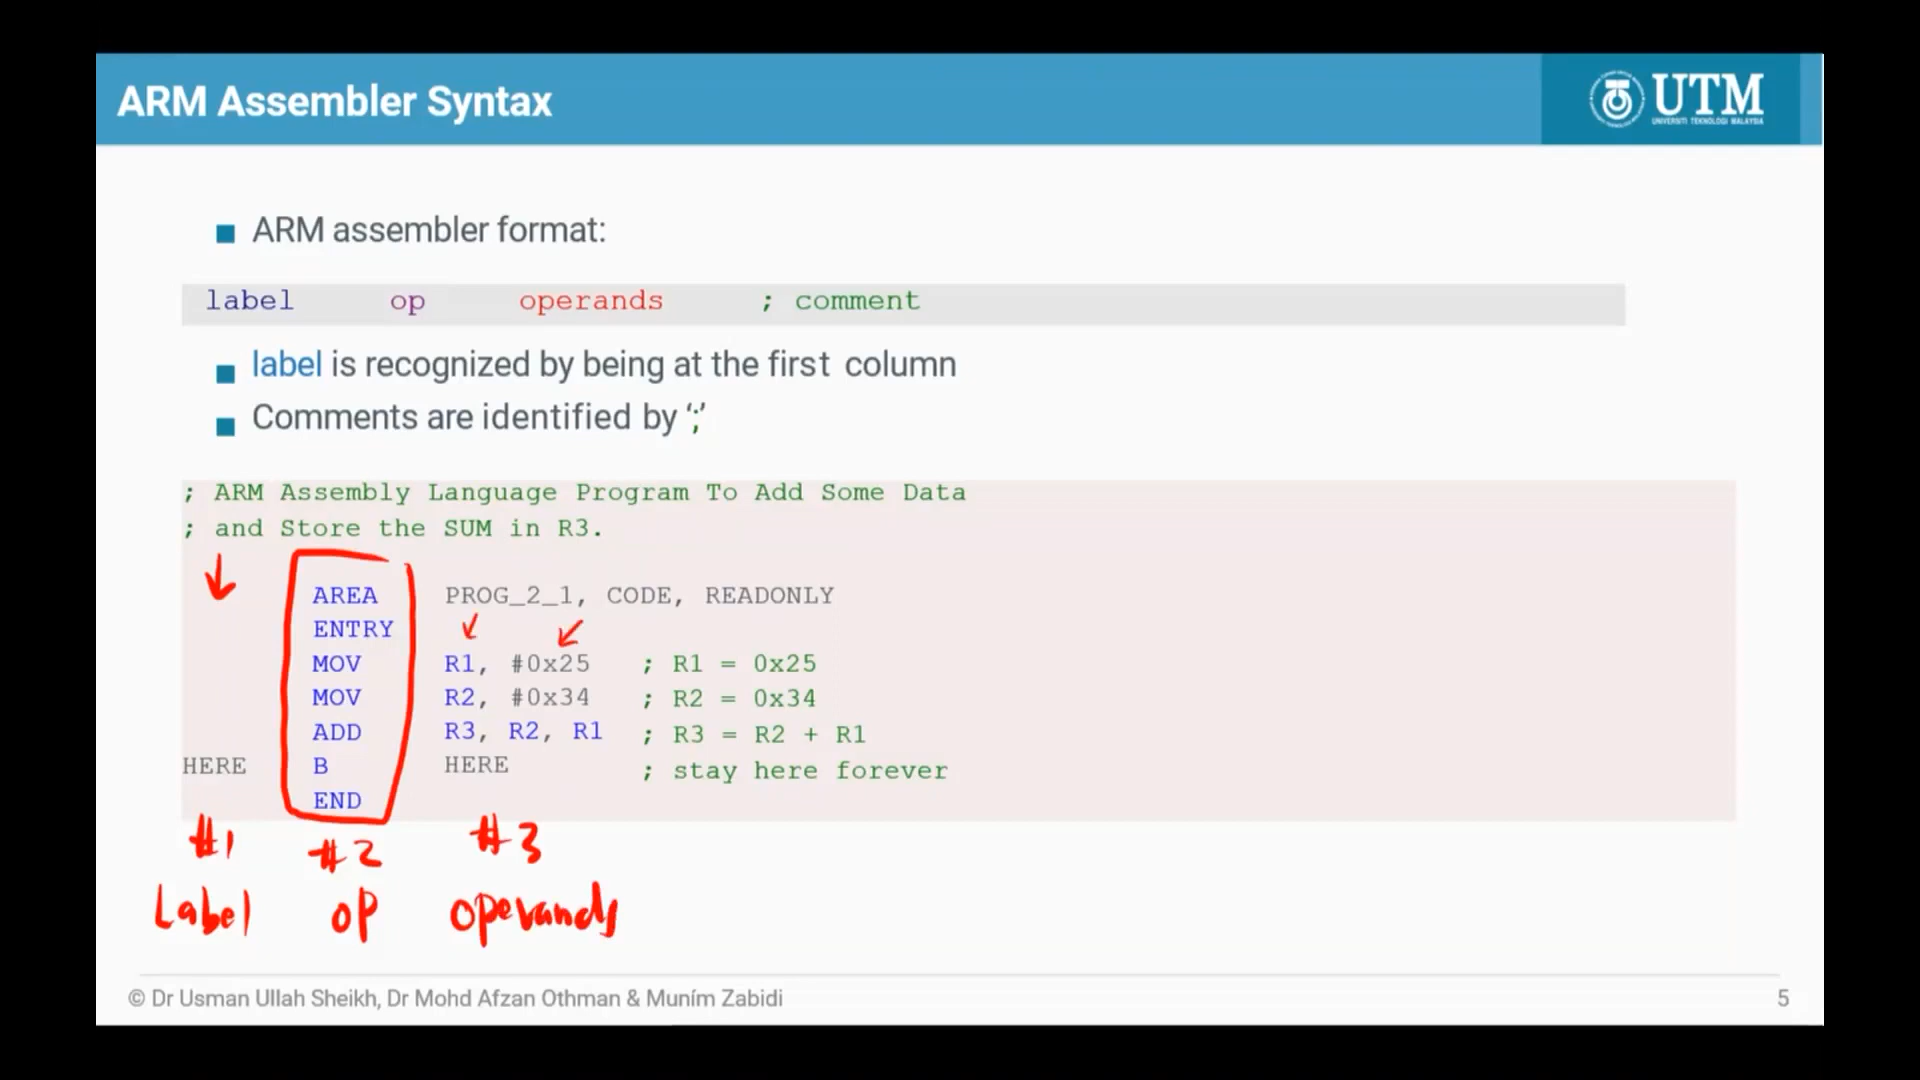 ARM Assembler Syntax
UTM
UNIVERSITI TEKNOLOGI MALAYSIA
ARM assembler format:
label op operands ; comment
label is recognized by being at the first column
Comments are identified by ‘;’
; ARM Assembly Language Program To Add Some Data
; and Store the SUM in R3.
AREA PROG_2_1, CODE, READONLY
ENTRY
MOV R1, #0x25 ; R1 = 0x25
MOV R2, #0x34 ; R2 = 0x34
ADD R3, R2, R1 ; R3 = R2 + R1
HERE B HERE ; stay here forever
END
#1 #2 #3
Label OP operands
© Dr Usman Ullah Sheikh, Dr Mohd Afzan Othman & Muním Zabidi
5